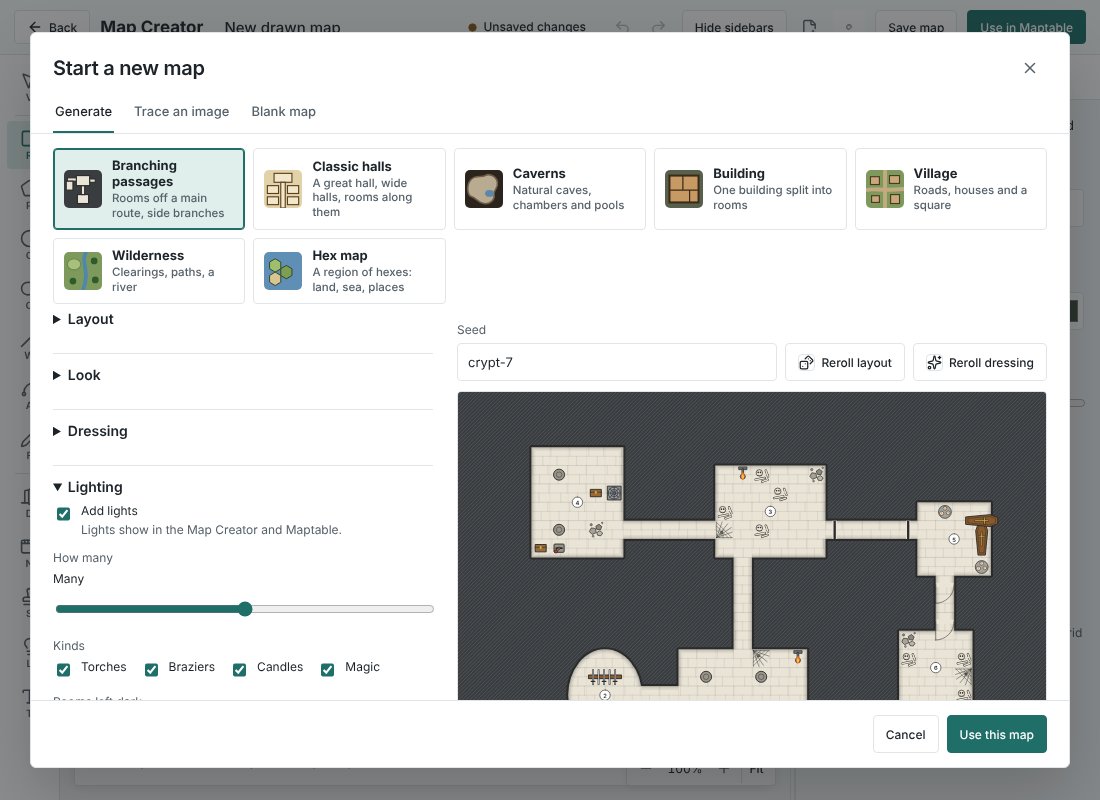 Back
Map Creator
New drawn map
Unsaved changes
Hide sidebars
Save map
Use in Maptable
Start a new map
Generate
Trace an image
Blank map
Branching passages
Rooms off a main route, side branches
Classic halls
A great hall, wide halls, rooms along them
Caverns
Natural caves, chambers and pools
Building
One building split into rooms
Village
Roads, houses and a square
Wilderness
Clearings, paths, a river
Hex map
A region of hexes: land, sea, places
Layout
Look
Dressing
Lighting
Add lights
Lights show in the Map Creator and Maptable.
How many
Many
Kinds
Torches
Braziers
Candles
Magic
Seed
crypt-7
Reroll layout
Reroll dressing
4
3
5
6
2
Cancel
Use this map
100%
Fit